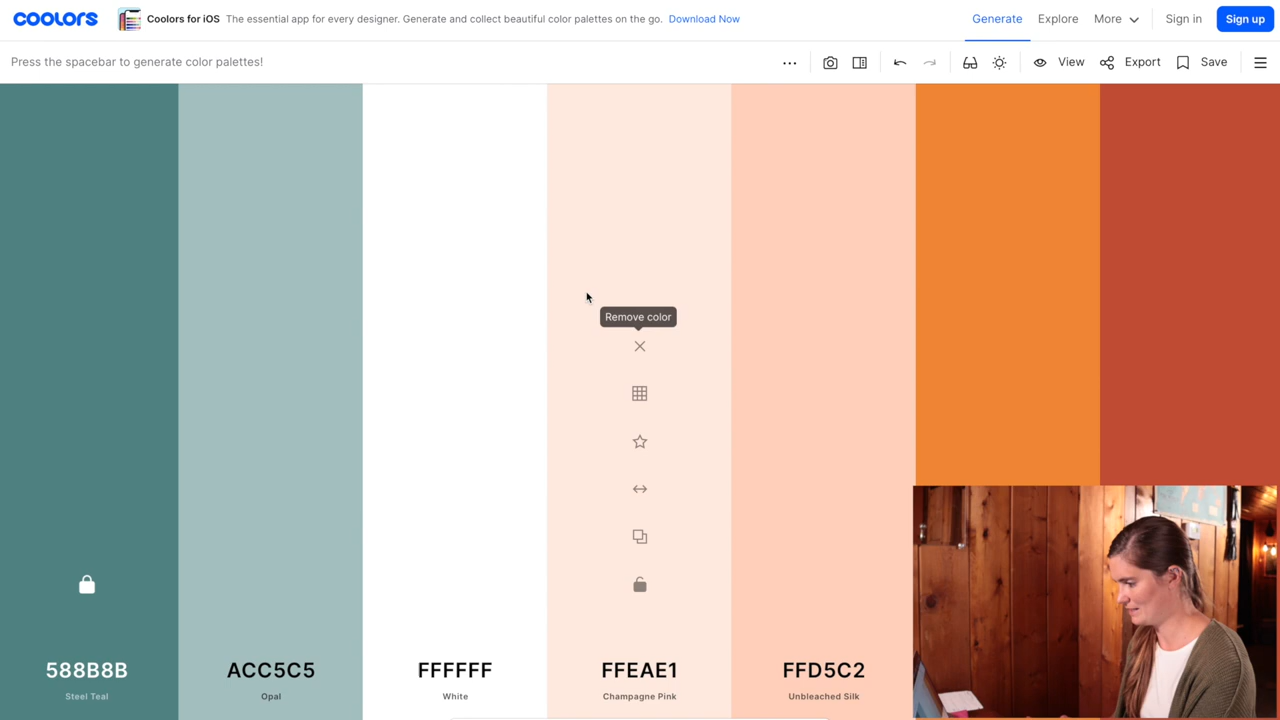 coolors
Coolors for iOS The essential app for every designer. Generate and collect beautiful color palettes on the go. Download Now
Generate Explore More Sign in Sign up
Press the spacebar to generate color palettes!
View Export Save
Remove color
588B8B ACC5C5 FFFFFF FFEAE1 FFD5C2
Steel Teal Opal White Champagne Pink Unbleached Silk